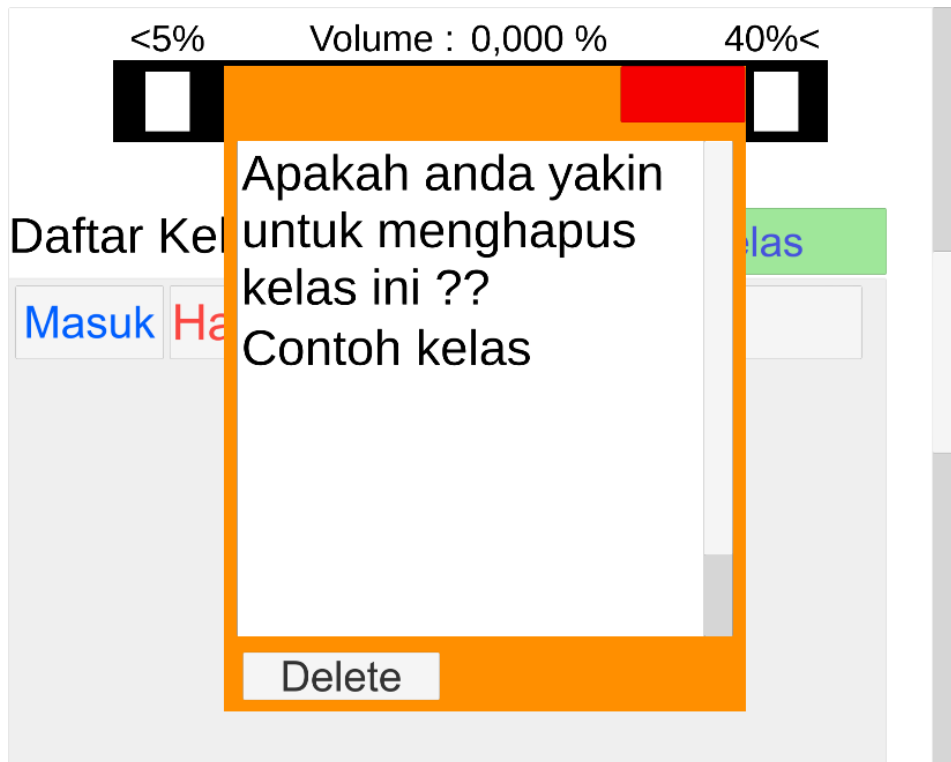 <5% Volume : 0,000 % 40%<
Apakah anda yakin
untuk menghapus
kelas ini ??
Contoh kelas
Daftar Kel
elas
Masuk Ha
Delete